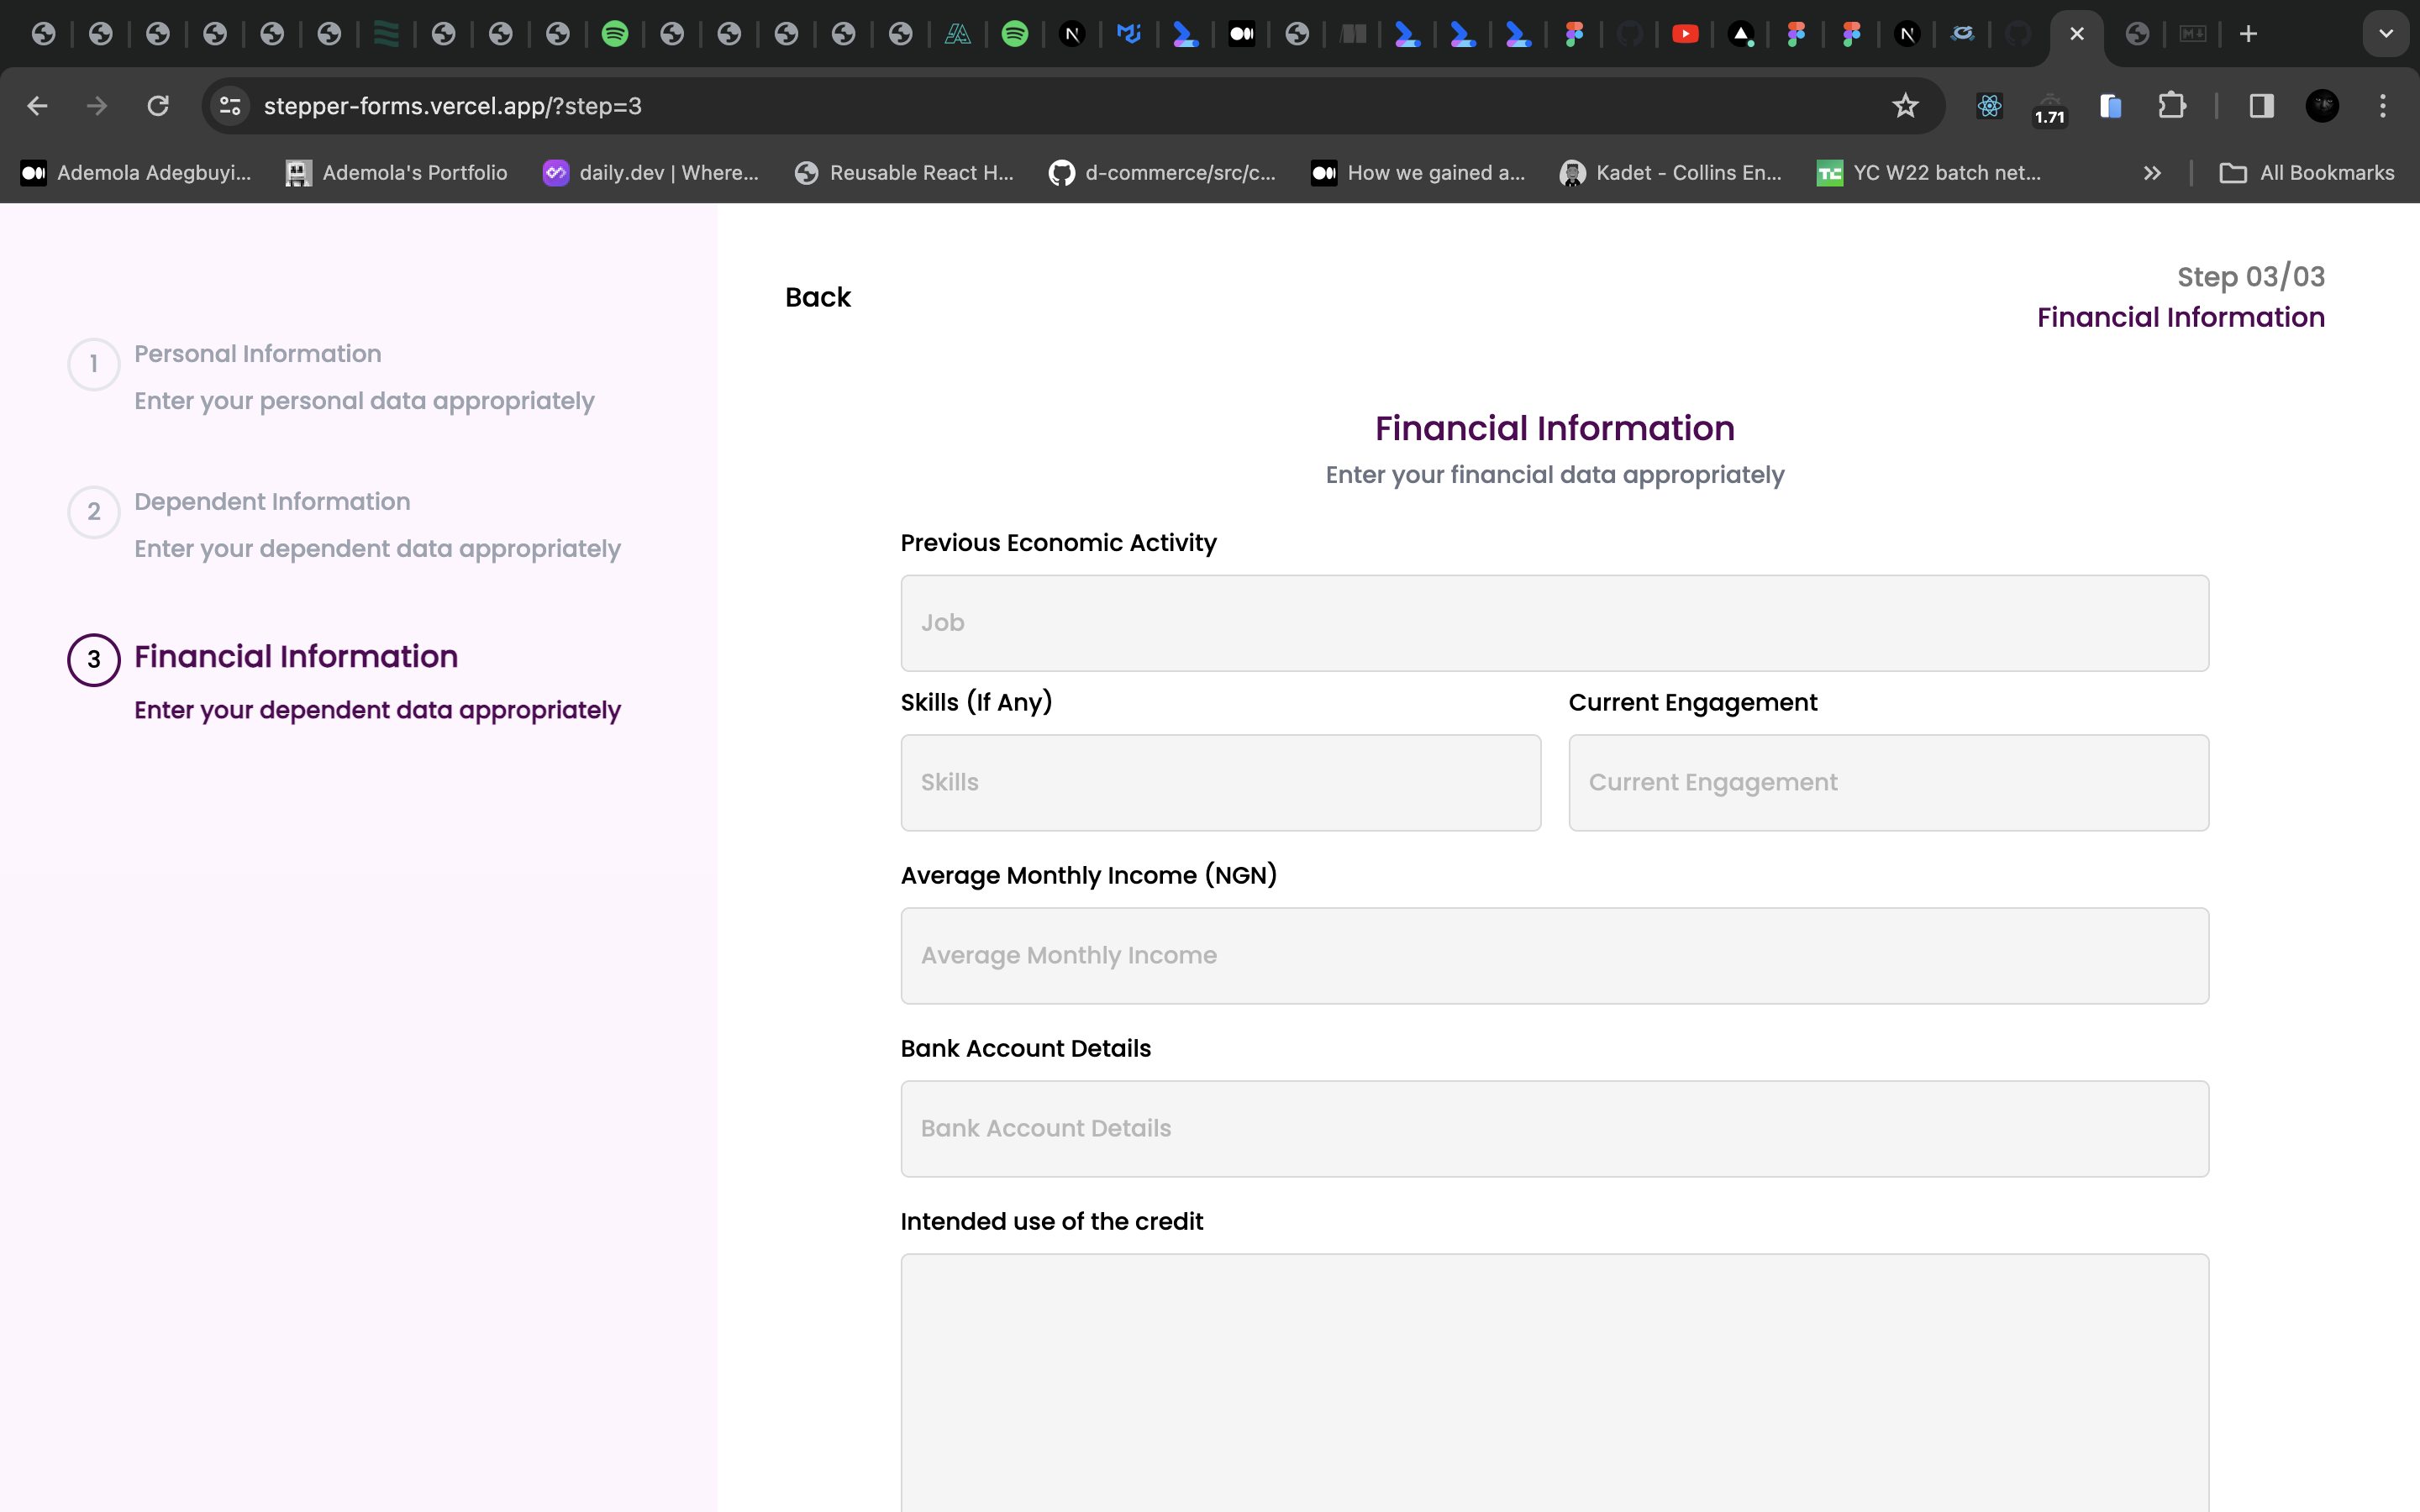 stepper-forms.vercel.app/?step=3
1.71
Ademola Adegbuyi...
Ademola's Portfolio
daily.dev | Where...
Reusable React H...
d-commerce/src/c...
How we gained a...
Kadet - Collins En...
TC
YC W22 batch net...
All Bookmarks
1
Personal Information
Enter your personal data appropriately
2
Dependent Information
Enter your dependent data appropriately
3
Financial Information
Enter your dependent data appropriately
Back
Step 03/03
Financial Information
Financial Information
Enter your financial data appropriately
Previous Economic Activity
Job
Skills (If Any)
Current Engagement
Skills
Current Engagement
Average Monthly Income (NGN)
Average Monthly Income
Bank Account Details
Bank Account Details
Intended use of the credit